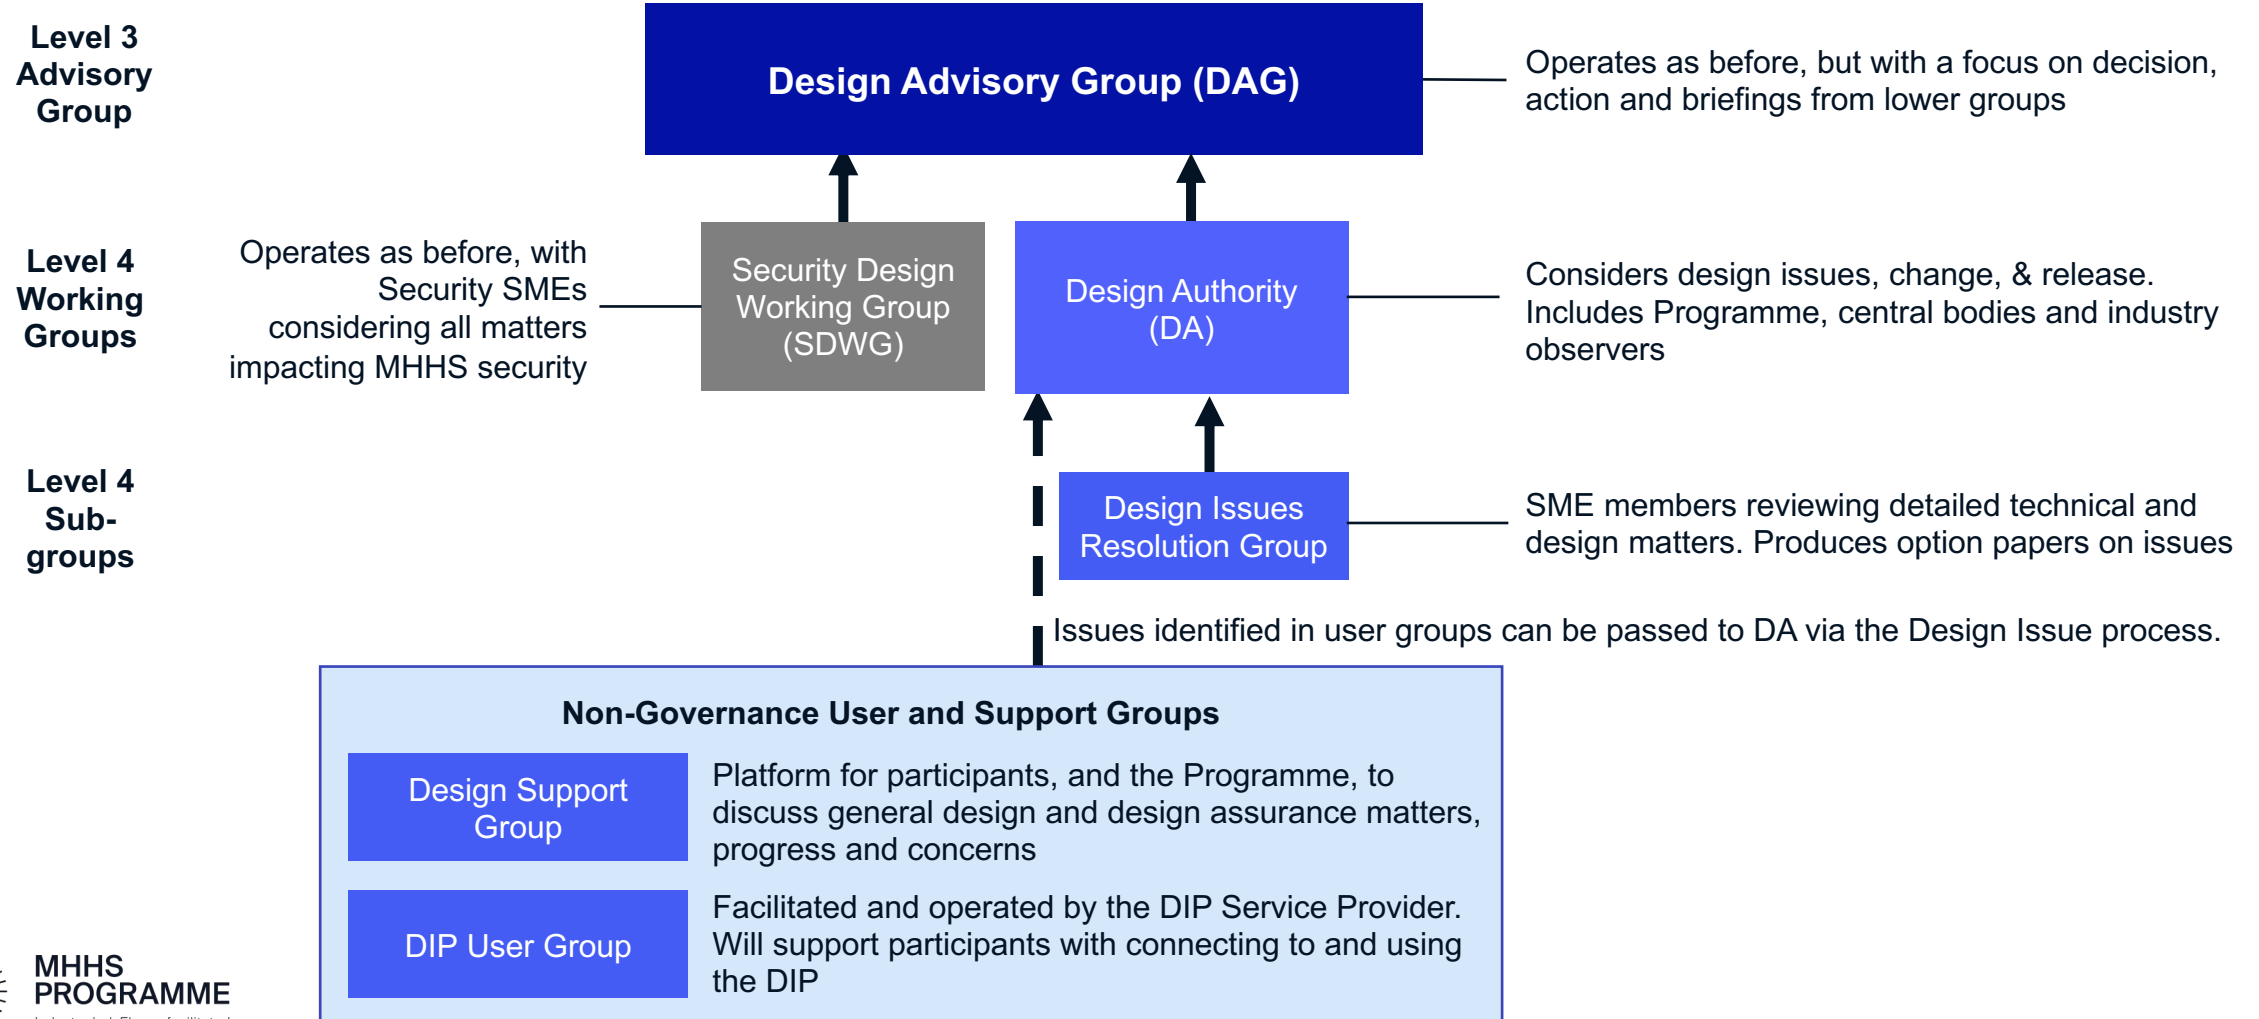 Level 3
Advisory
Group
Design Advisory Group (DAG)
Operates as before, but with a focus on decision,
action and briefings from lower groups
Level 4
Working
Groups
Operates as before, with
Security SMEs
considering all matters
impacting MHHS security
Security Design
Working Group
(SDWG)
Design Authority
(DA)
Considers design issues, change, & release.
Includes Programme, central bodies and industry
observers
Level 4
Sub-
groups
Design Issues
Resolution Group
SME members reviewing detailed technical and
design matters. Produces option papers on issues
Issues identified in user groups can be passed to DA via the Design Issue process.
Non-Governance User and Support Groups
Design Support
Group
Platform for participants, and the Programme, to
discuss general design and design assurance matters,
progress and concerns
DIP User Group
Facilitated and operated by the DIP Service Provider.
Will support participants with connecting to and using
the DIP
MHHS
PROGRAMME